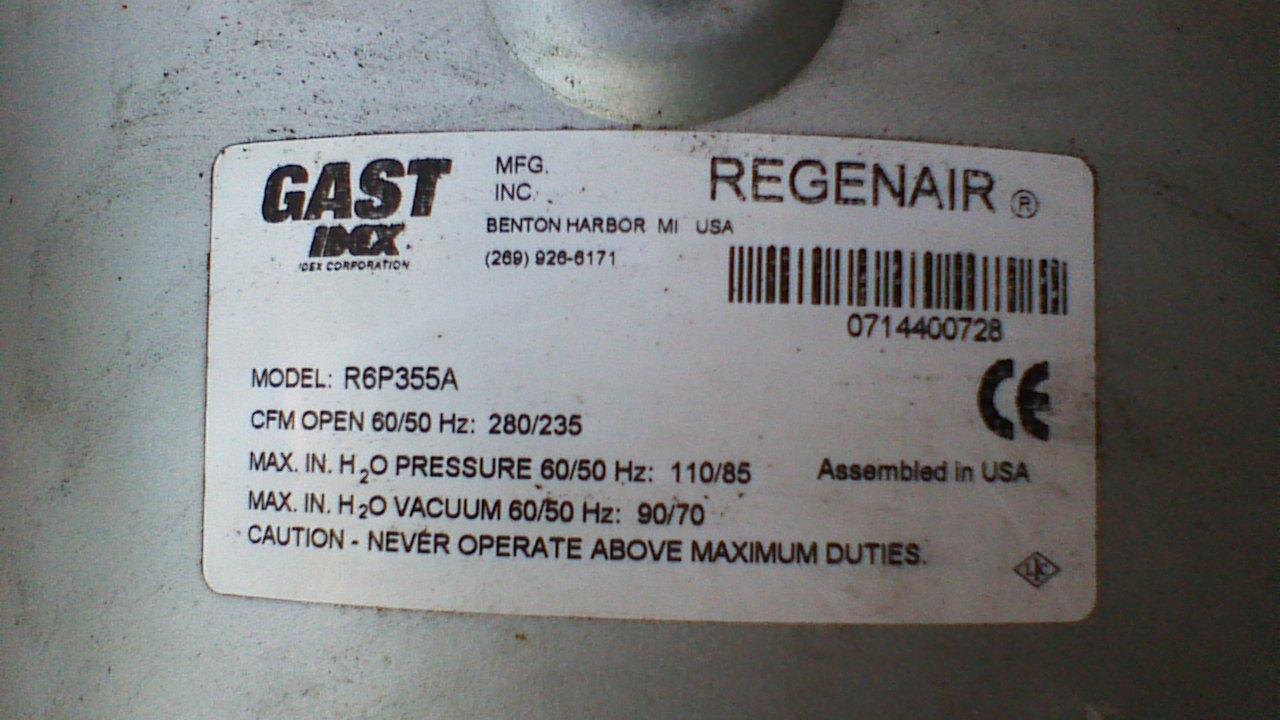 GAST
IDEX
IDEX CORPORATION
MFG.
INC.
BENTON HARBOR MI USA
(269) 926-6171
REGENAIR ®
0714400728
MODEL: R6P355A
CFM OPEN 60/50 Hz: 280/235
MAX. IN. H₂O PRESSURE 60/50 Hz: 110/85
CE
Assembled in USA
MAX. IN. H₂O VACUUM 60/50 Hz: 90/70
CAUTION - NEVER OPERATE ABOVE MAXIMUM DUTIES.